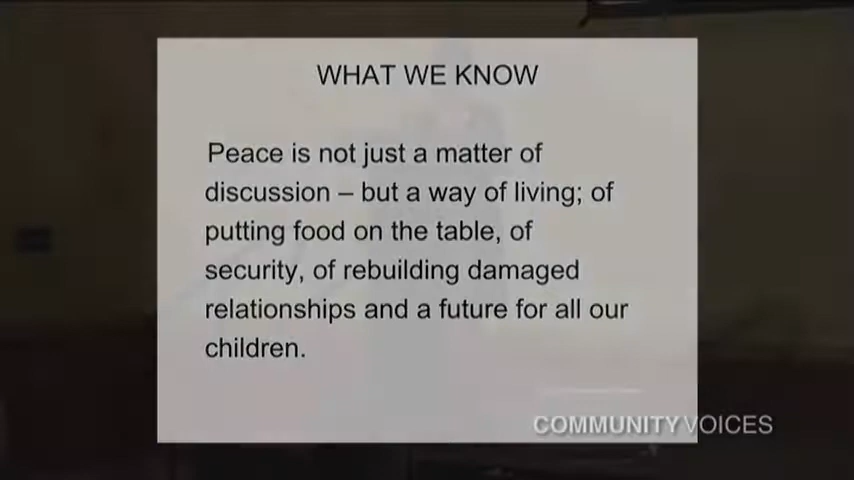 WHAT WE KNOW
Peace is not just a matter of
discussion – but a way of living; of
putting food on the table, of
security, of rebuilding damaged
relationships and a future for all our
children.
COMMUNITY VOICES